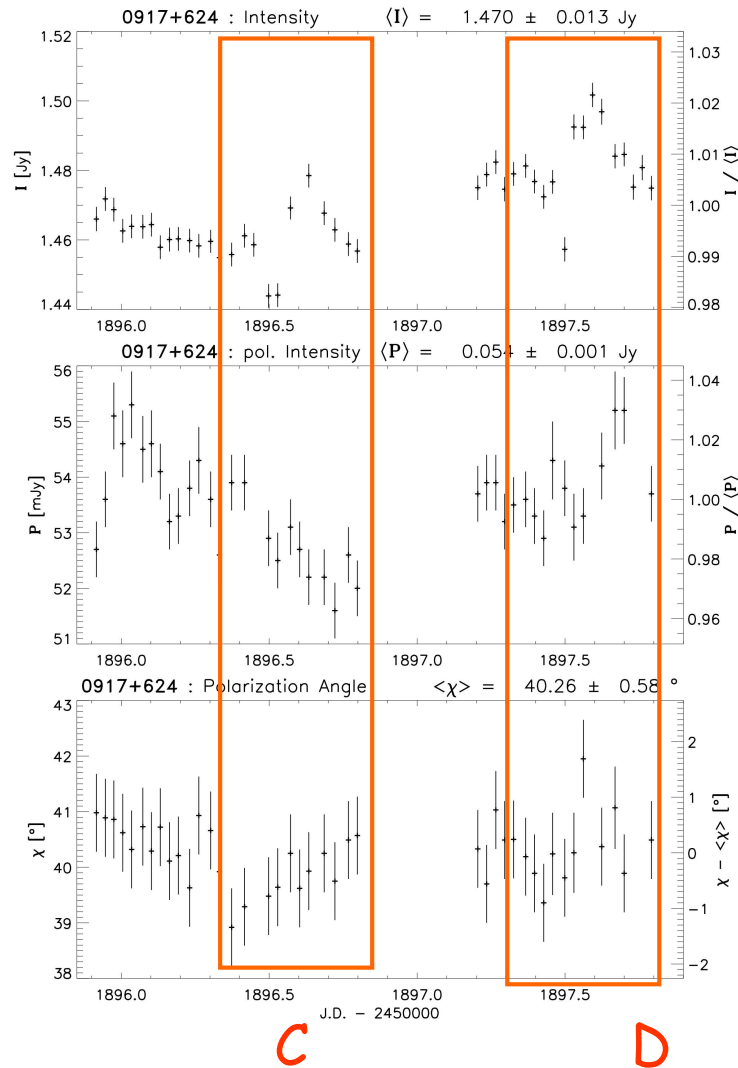 0917+624 : Intensity ⟨I⟩ = 1.470 ± 0.013 Jy
1.52
1.50
1.48
1.46
1.44
I [Jy]
1.03
1.02
1.01
1.00
0.99
0.98
I / ⟨I⟩
1896.0 1896.5 1897.0 1897.5
0917+624 : pol. Intensity ⟨P⟩ = 0.054 ± 0.001 Jy
56
55
54
53
52
51
P [mJy]
1.04
1.02
1.00
0.98
0.96
P / ⟨P⟩
1896.0 1896.5 1897.0 1897.5
0917+624 : Polarization Angle <χ> = 40.26 ± 0.58 °
43
42
41
40
39
38
χ [°]
2
1
0
−1
−2
χ − <χ> [°]
1896.0 1896.5 1897.0 1897.5
J.D. − 2450000
C D